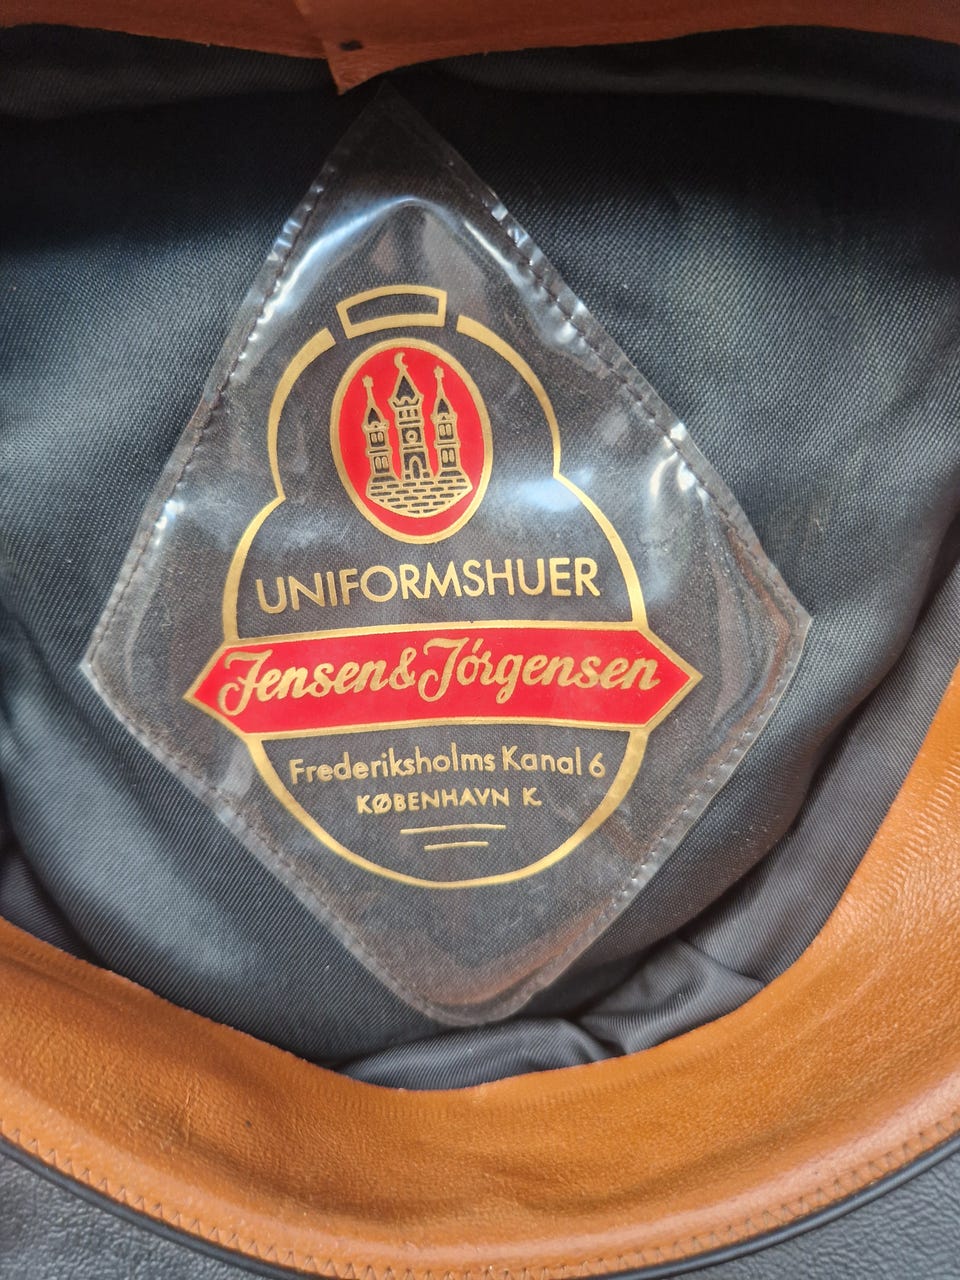 UNIFORMSHUER
Jensen & Jörgensen
Frederiksholms Kanal 6
KØBENHAVN K.